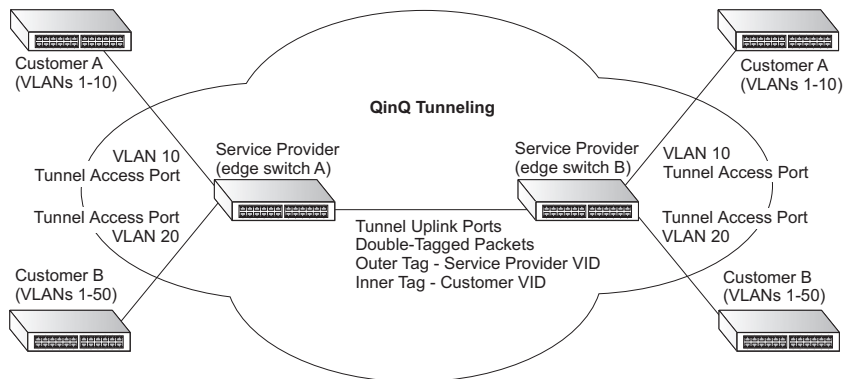 Customer A
(VLANs 1-10)
Customer A
(VLANs 1-10)
QinQ Tunneling
Service Provider
(edge switch A)
Service Provider
(edge switch B)
VLAN 10
Tunnel Access Port
VLAN 10
Tunnel Access Port
Tunnel Access Port
VLAN 20
Tunnel Uplink Ports
Double-Tagged Packets
Outer Tag - Service Provider VID
Inner Tag - Customer VID
Tunnel Access Port
VLAN 20
Customer B
(VLANs 1-50)
Customer B
(VLANs 1-50)